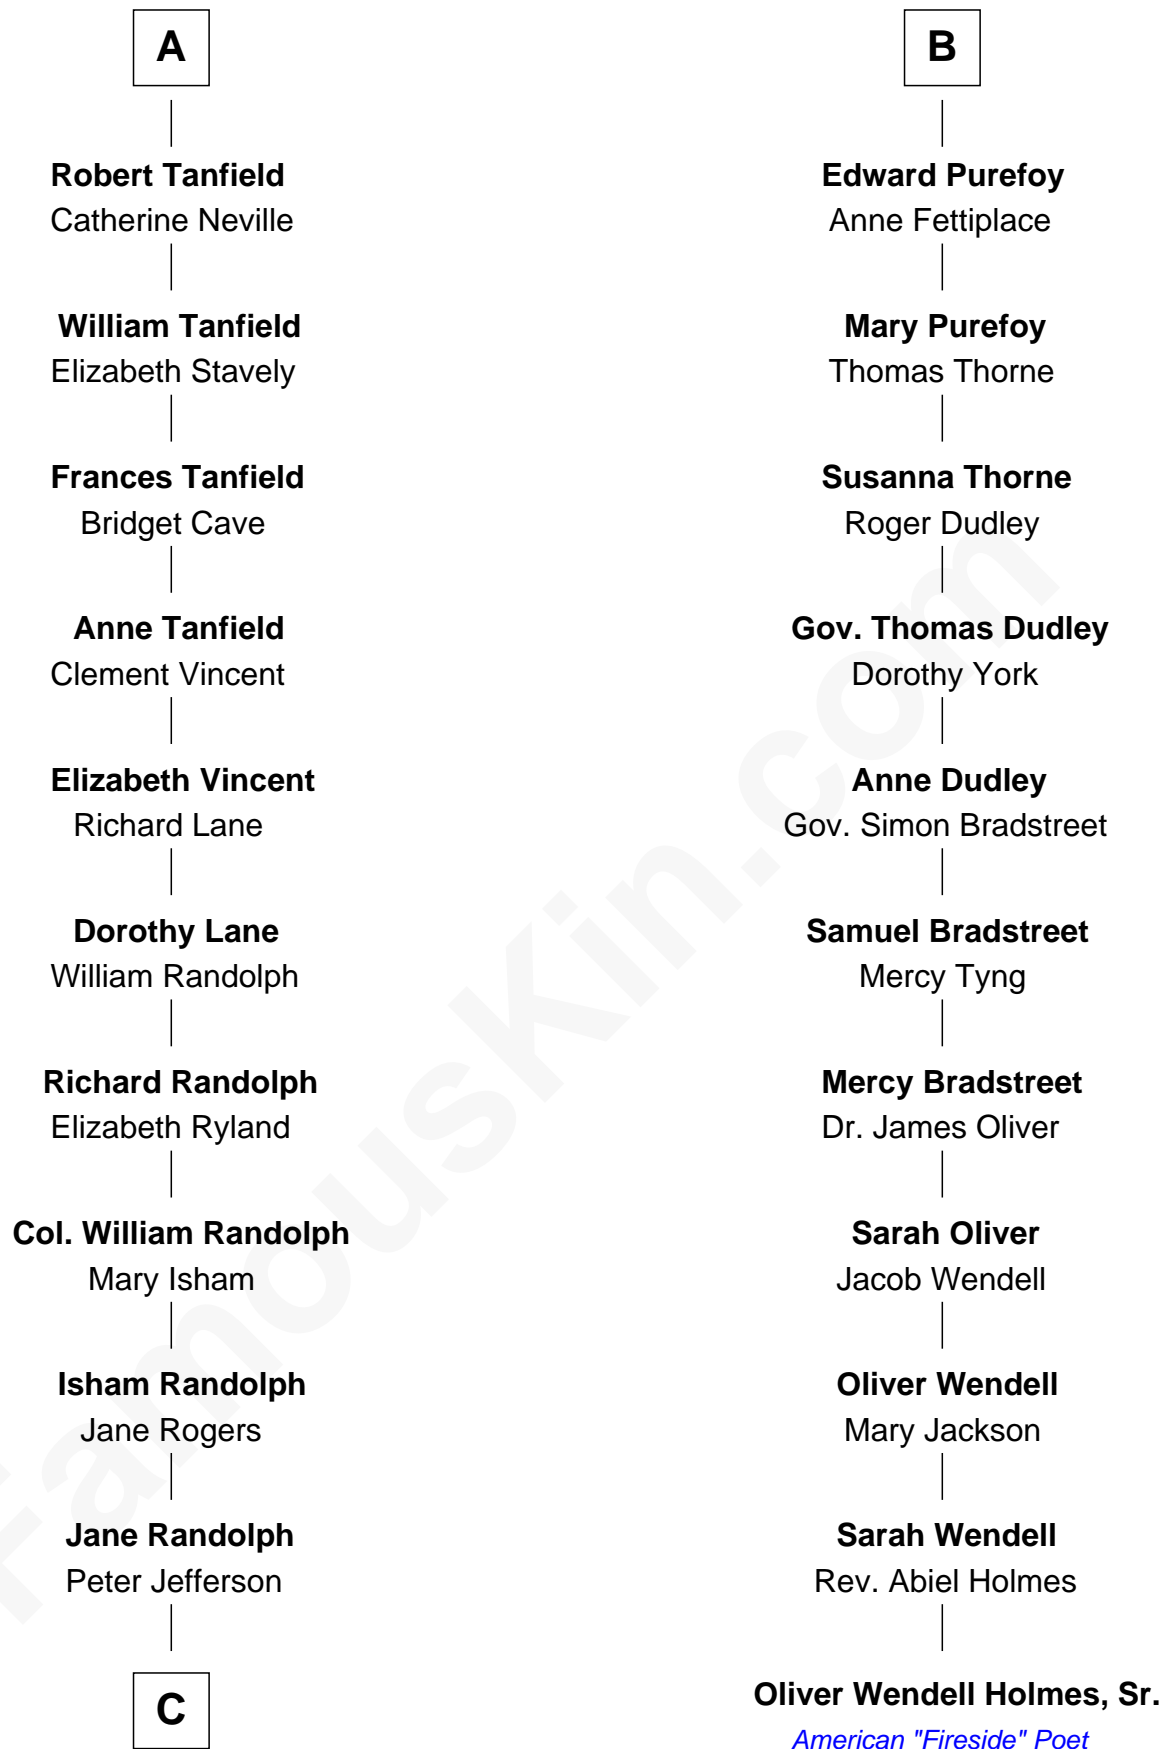 A
Robert Tanfield
Catherine Neville
William Tanfield
Elizabeth Stavely
Frances Tanfield
Bridget Cave
Anne Tanfield
Clement Vincent
Elizabeth Vincent
Richard Lane
Dorothy Lane
William Randolph
Richard Randolph
Elizabeth Ryland
Col. William Randolph
Mary Isham
Isham Randolph
Jane Rogers
Jane Randolph
Peter Jefferson
C
B
Edward Purefoy
Anne Fettiplace
Mary Purefoy
Thomas Thorne
Susanna Thorne
Roger Dudley
Gov. Thomas Dudley
Dorothy York
Anne Dudley
Gov. Simon Bradstreet
Samuel Bradstreet
Mercy Tyng
Mercy Bradstreet
Dr. James Oliver
Sarah Oliver
Jacob Wendell
Oliver Wendell
Mary Jackson
Sarah Wendell
Rev. Abiel Holmes
Oliver Wendell Holmes, Sr.
American "Fireside" Poet
FamousKin.com